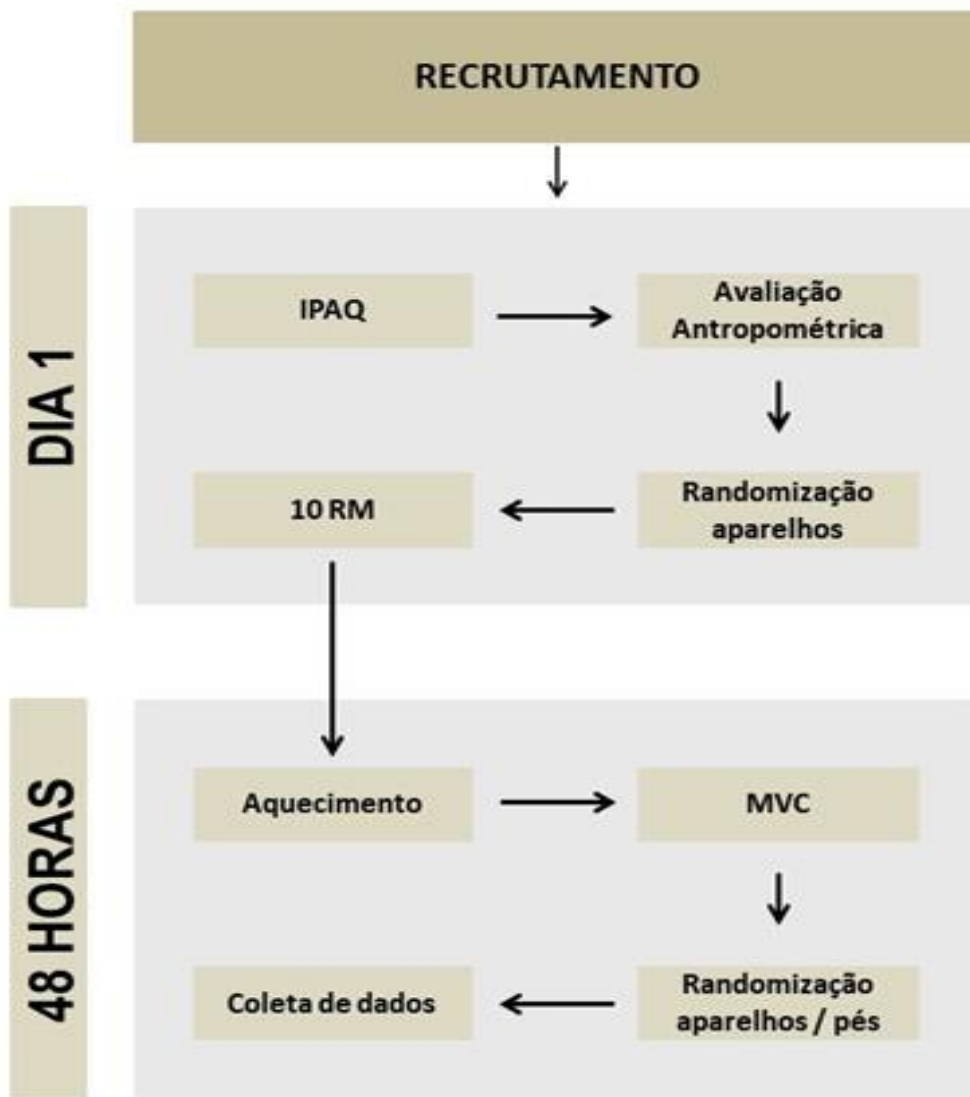 RECRUTAMENTO
DIA 1
IPAQ
Avaliação
Antropométrica
Randomização
aparelhos
10 RM
48 HORAS
Aquecimento
MVC
Randomização
aparelhos / pés
Coleta de dados